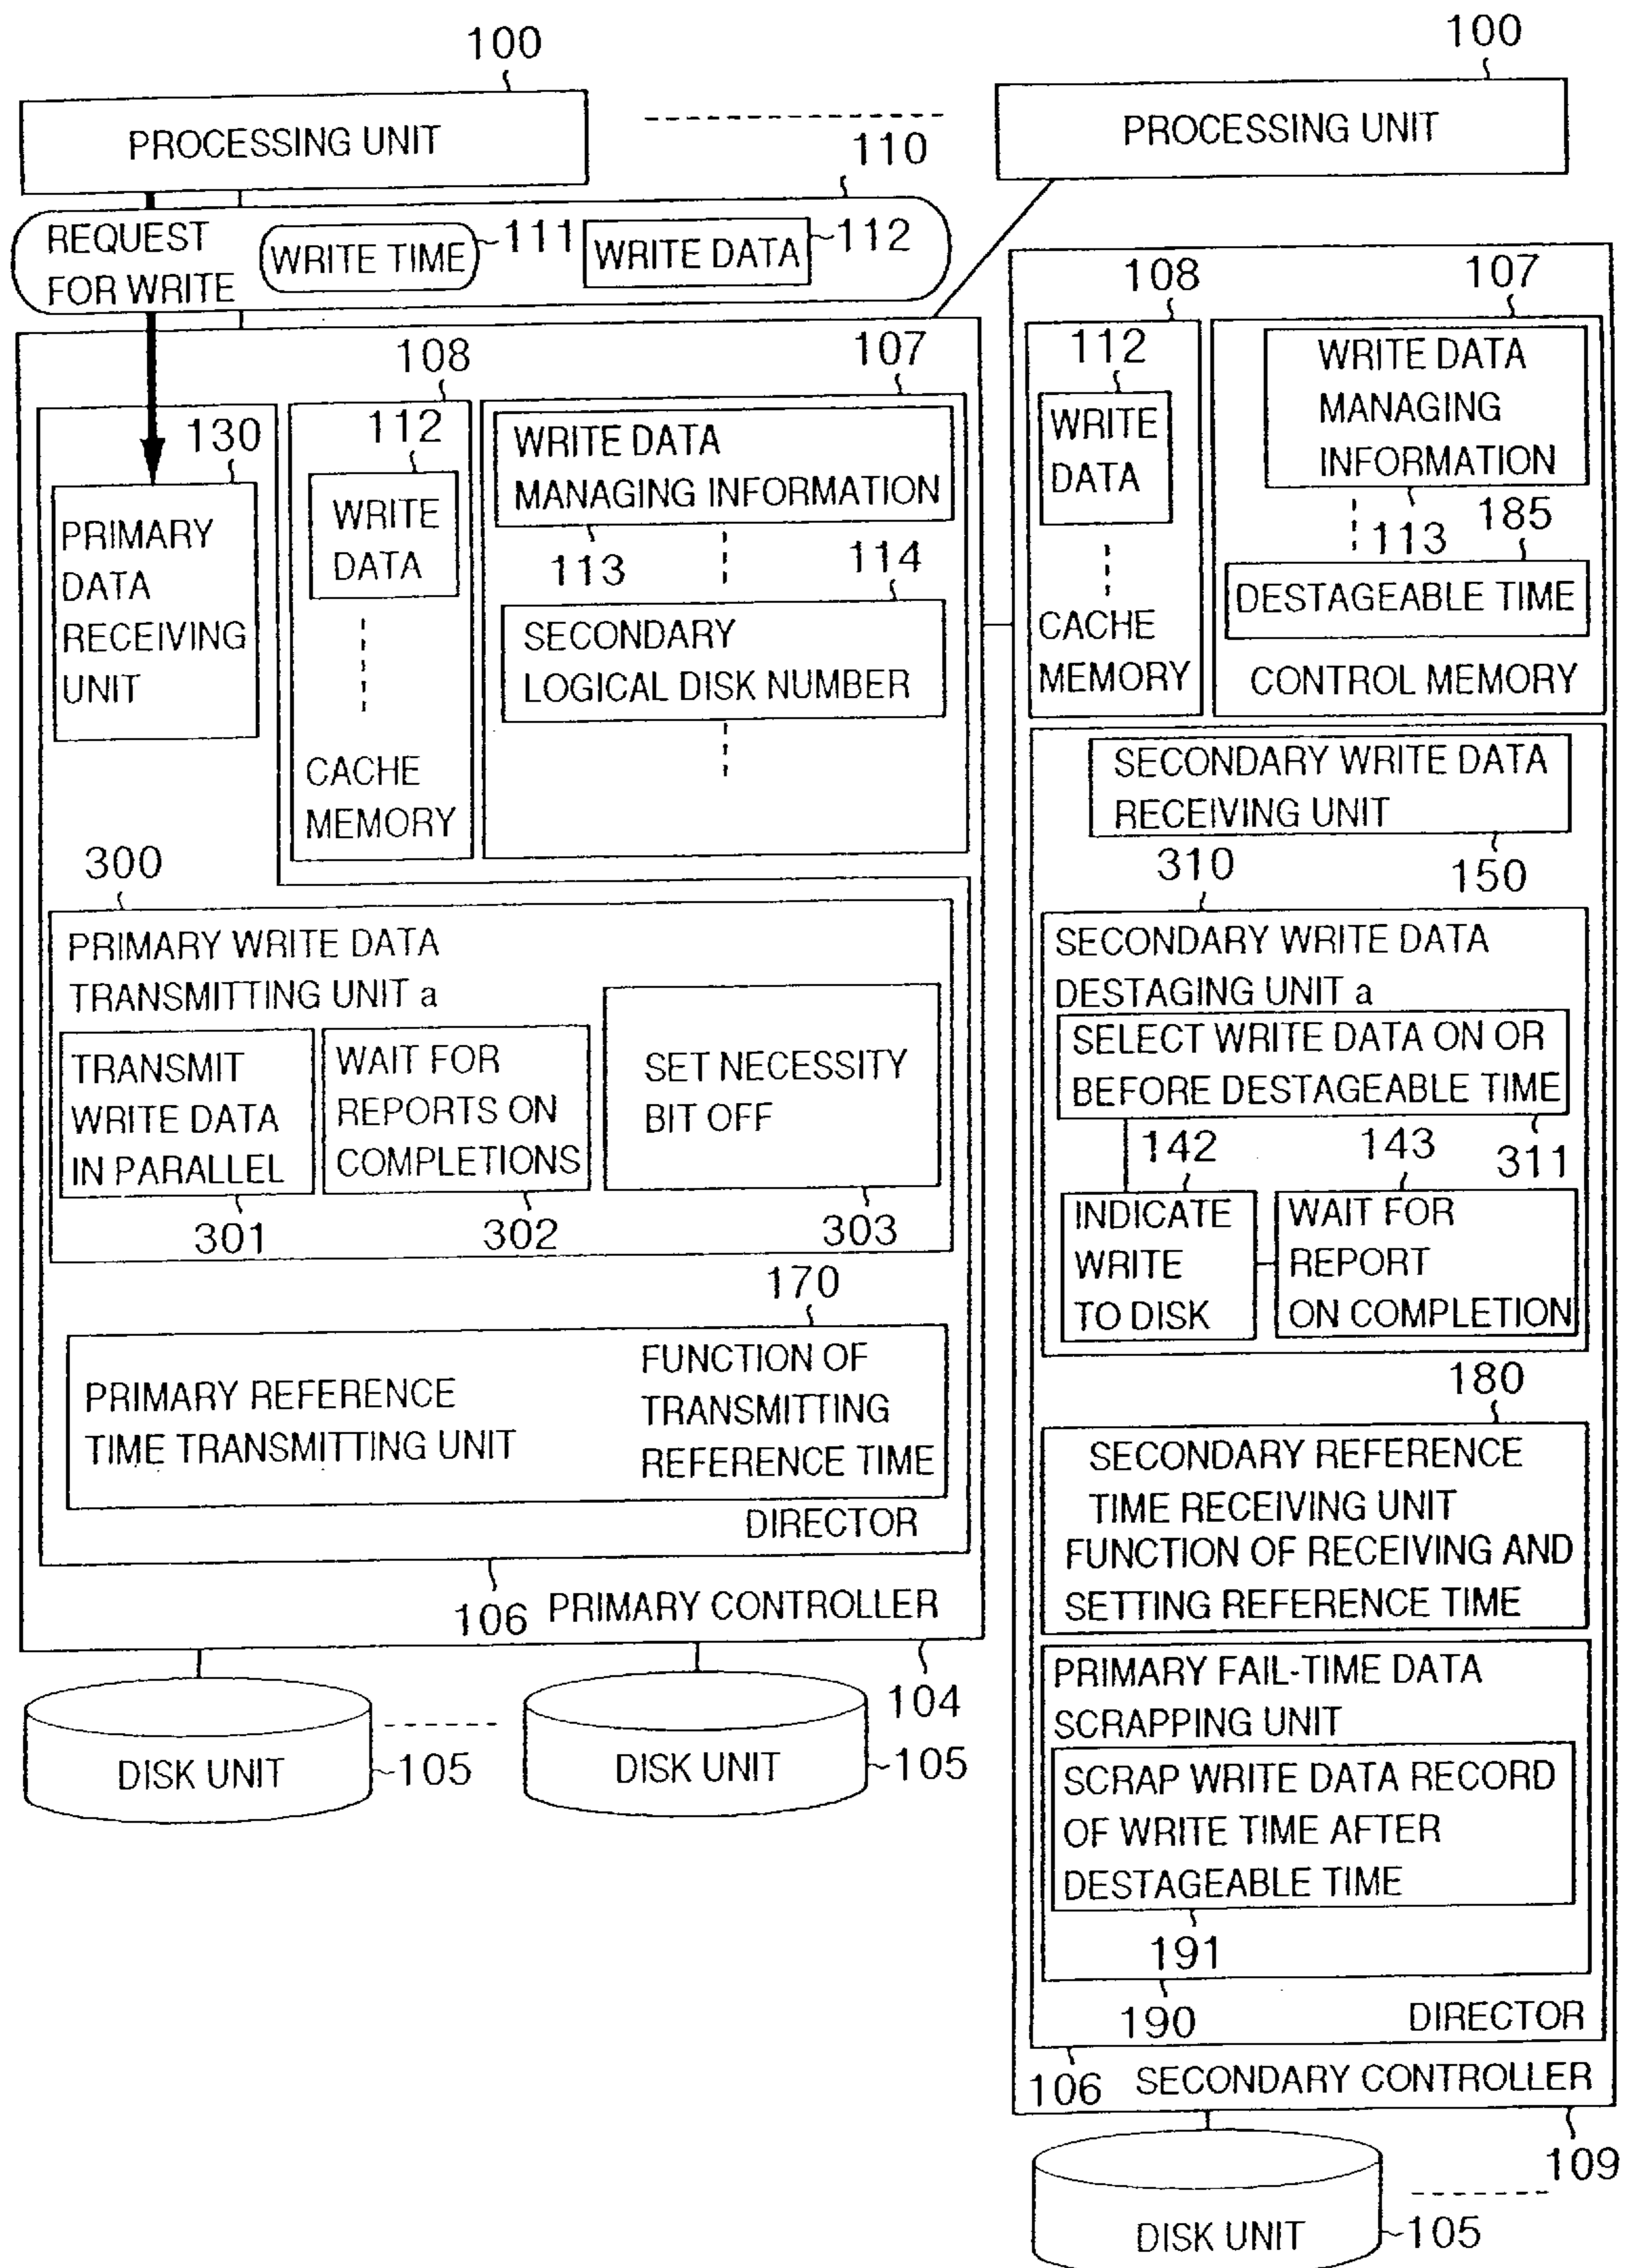 100
100
PROCESSING UNIT
PROCESSING UNIT
110
REQUEST
FOR WRITE
WRITE TIME
111
WRITE DATA
112
108
107
130
112
PRIMARY
DATA
RECEIVING
UNIT
WRITE
DATA
CACHE
MEMORY
WRITE DATA
MANAGING INFORMATION
113
114
SECONDARY
LOGICAL DISK NUMBER
300
PRIMARY WRITE DATA
TRANSMITTING UNIT a
TRANSMIT
WRITE DATA
IN PARALLEL
WAIT FOR
REPORTS ON
COMPLETIONS
SET NECESSITY
BIT OFF
301
302
303
170
PRIMARY REFERENCE
TIME TRANSMITTING UNIT
FUNCTION OF
TRANSMITTING
REFERENCE TIME
DIRECTOR
106
PRIMARY CONTROLLER
104
DISK UNIT
105
DISK UNIT
105
108
107
112
WRITE
DATA
CACHE
MEMORY
WRITE DATA
MANAGING
INFORMATION
113
185
DESTAGEABLE TIME
CONTROL MEMORY
SECONDARY WRITE DATA
RECEIVING UNIT
310
150
SECONDARY WRITE DATA
DESTAGING UNIT a
SELECT WRITE DATA ON OR
BEFORE DESTAGEABLE TIME
142
143
311
INDICATE
WRITE
TO DISK
WAIT FOR
REPORT
ON COMPLETION
180
SECONDARY REFERENCE
TIME RECEIVING UNIT
FUNCTION OF RECEIVING AND
SETTING REFERENCE TIME
PRIMARY FAIL-TIME DATA
SCRAPPING UNIT
SCRAP WRITE DATA RECORD
OF WRITE TIME AFTER
DESTAGEABLE TIME
191
190
DIRECTOR
106
SECONDARY CONTROLLER
109
DISK UNIT
105